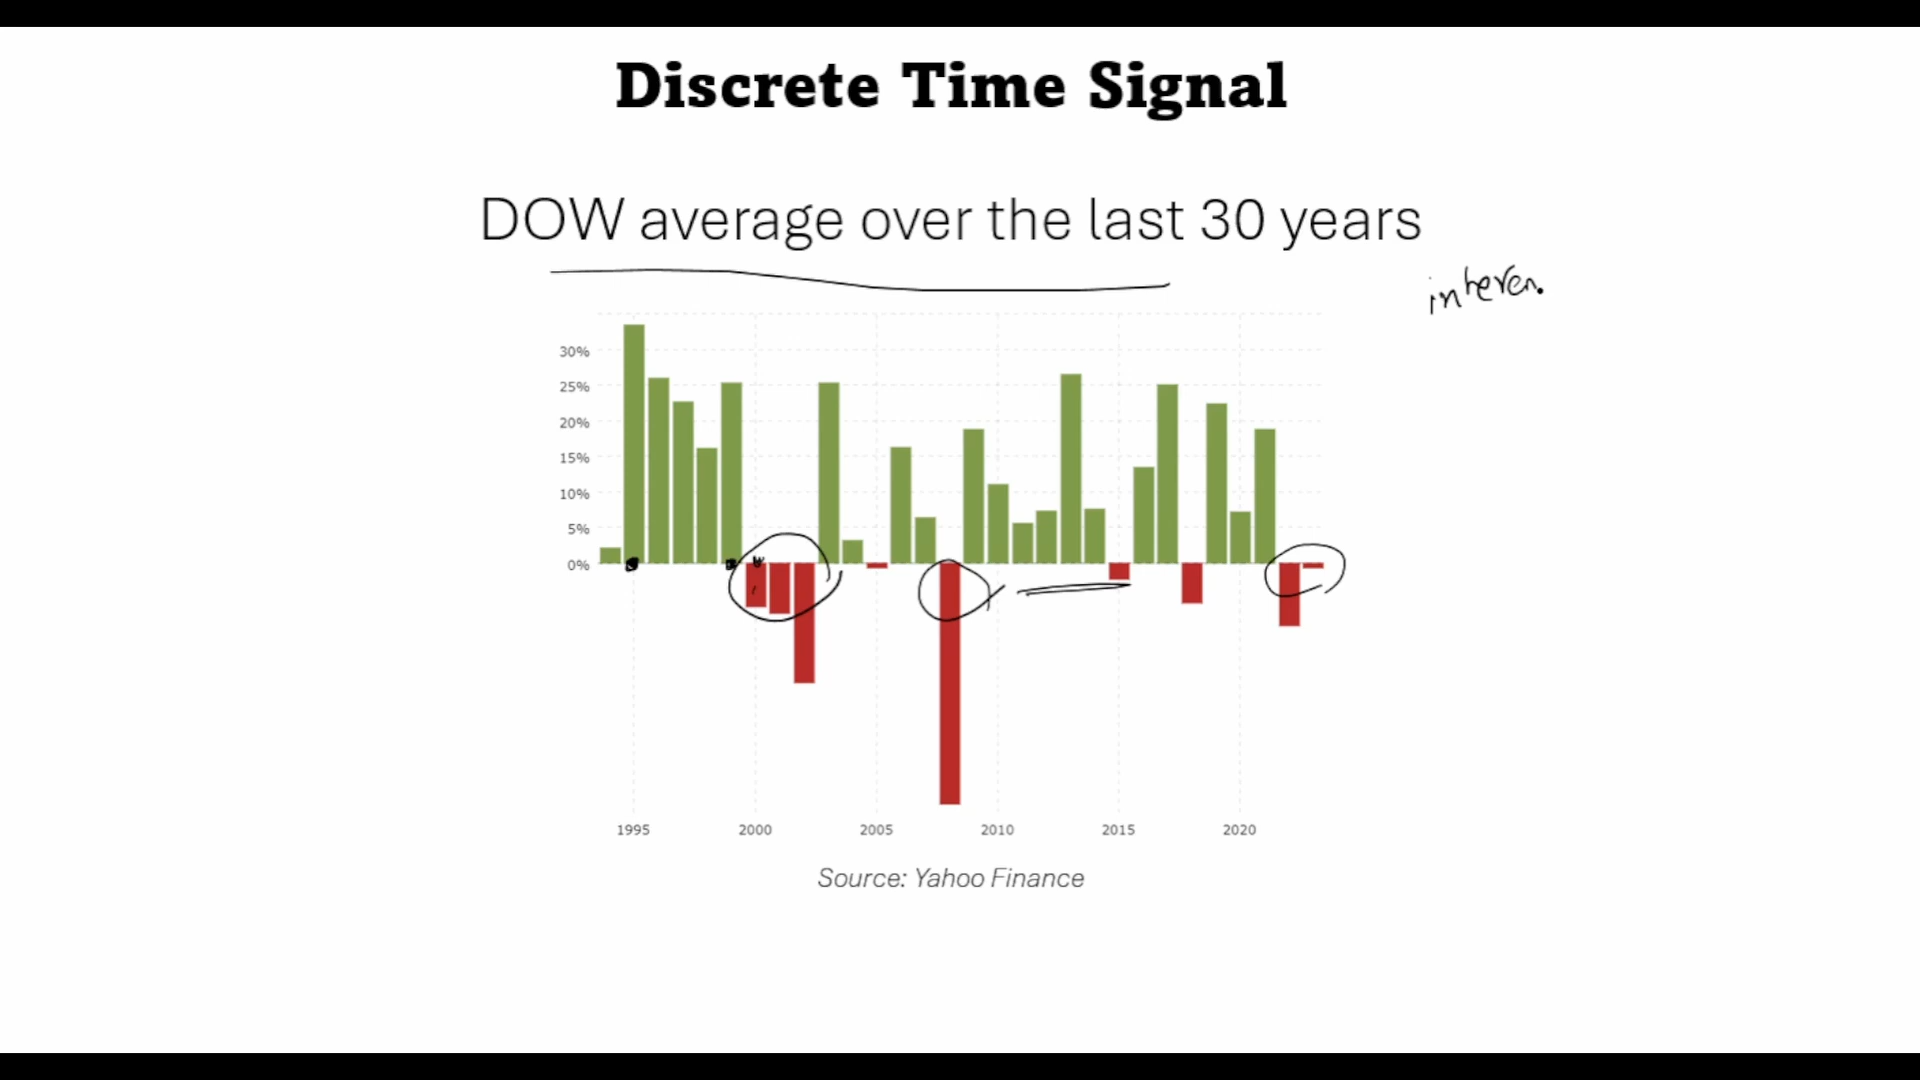 Discrete Time Signal
DOW average over the last 30 years
30%
25%
20%
15%
10%
5%
0%
1995 2000 2005 2010 2015 2020
Source: Yahoo Finance